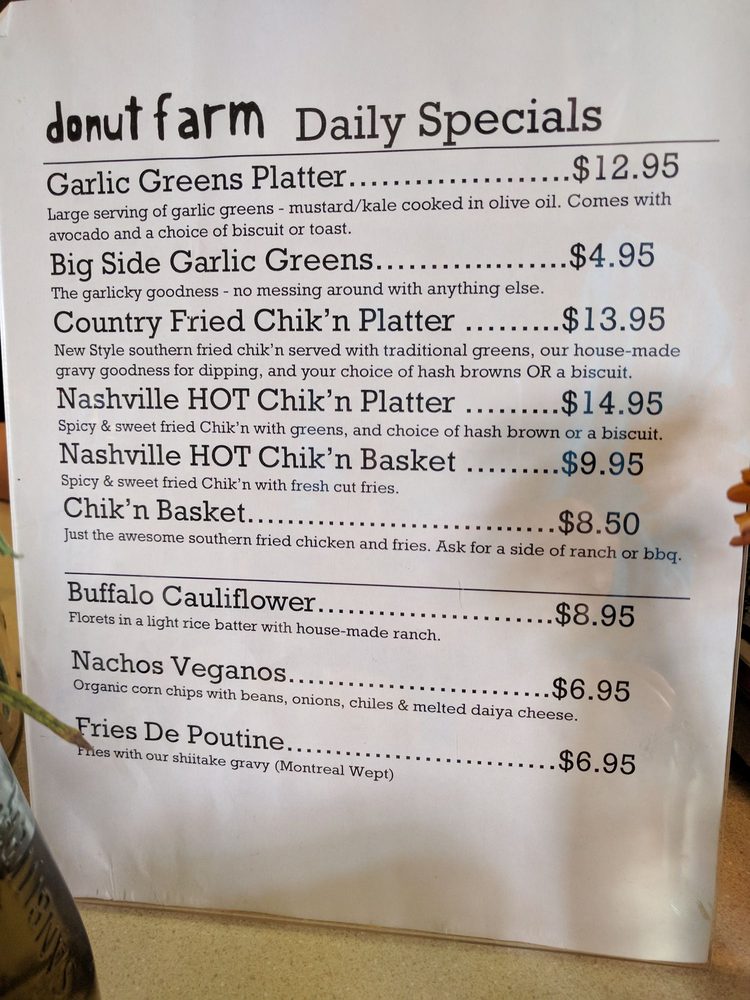 donut farm Daily Specials
Garlic Greens Platter....................$12.95
Large serving of garlic greens - mustard/kale cooked in olive oil. Comes with
avocado and a choice of biscuit or toast.
Big Side Garlic Greens..................$4.95
The garlicky goodness - no messing around with anything else.
Country Fried Chik'n Platter .........$13.95
New Style southern fried chik'n served with traditional greens, our house-made
gravy goodness for dipping, and your choice of hash browns OR a biscuit.
Nashville HOT Chik'n Platter .........$14.95
Spicy & sweet fried Chik'n with greens, and choice of hash brown or a biscuit.
Nashville HOT Chik'n Basket .........$9.95
Spicy & sweet fried Chik'n with fresh cut fries.
Chik'n Basket..............................$8.50
Just the awesome southern fried chicken and fries. Ask for a side of ranch or bbq.
Buffalo Cauliflower.......................$8.95
Florets in a light rice batter with house-made ranch.
Nachos Veganos.........................$6.95
Organic corn chips with beans, onions, chiles & melted daiya cheese.
Fries De Poutine..........................$6.95
Fries with our shiitake gravy (Montreal Wept)